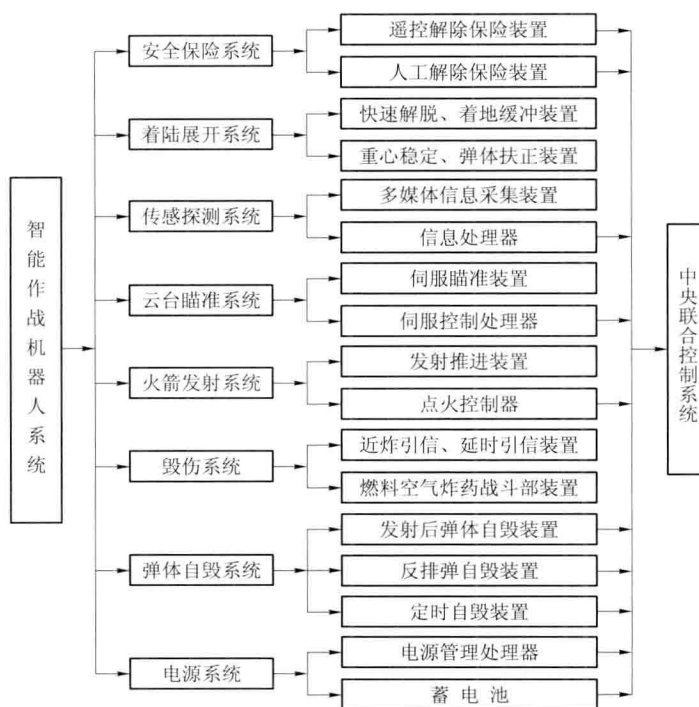 智能作战机器人系统
安全保险系统
遥控解除保险装置
人工解除保险装置
着陆展开系统
快速解脱、着地缓冲装置
重心稳定、弹体扶正装置
传感探测系统
多媒体信息采集装置
信息处理器
云台瞄准系统
伺服瞄准装置
伺服控制处理器
火箭发射系统
发射推进装置
点火控制器
毁伤系统
近炸引信、延时引信装置
燃料空气炸药战斗部装置
弹体自毁系统
发射后弹体自毁装置
反排弹自毁装置
定时自毁装置
电源系统
电源管理处理器
蓄电池
中央联合控制系统